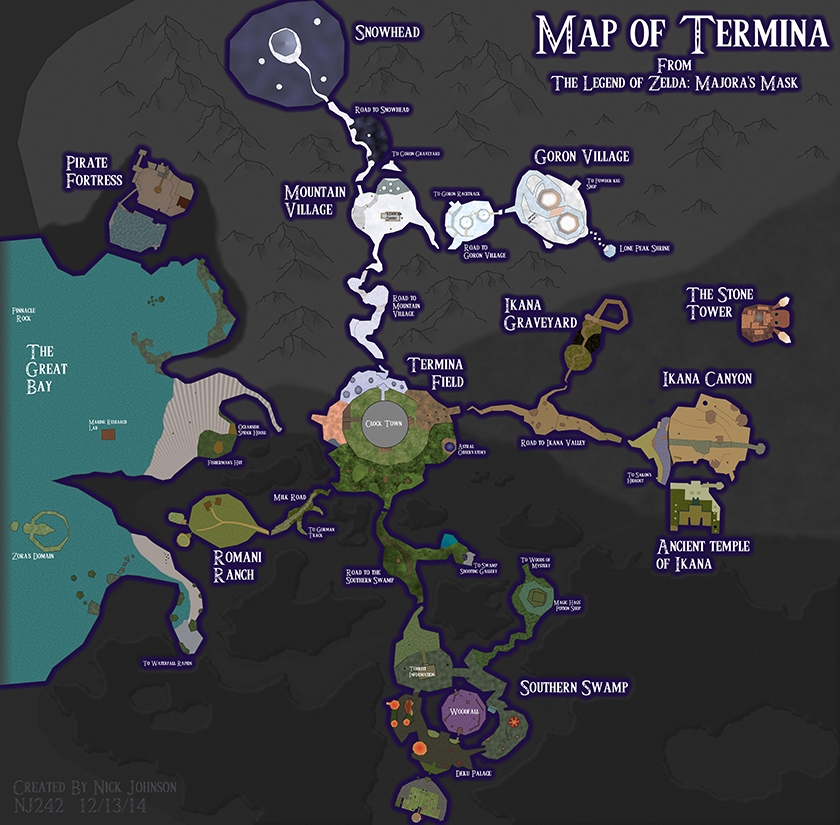 Map of Termina
From
The Legend of Zelda: Majora's Mask
Snowhead
Road to Snowhead
To Goron Graveyard
Pirate
Fortress
Mountain
Village
Goron Village
To Powder keg
Shop
To Goron Racetrack
Road to
Goron Village
Lone Peak Shrine
Road to
Mountain
Village
Pinnacle
Rock
The
Great
Bay
Ikana
Graveyard
The Stone
Tower
Termina
Field
Ikana Canyon
Clock Town
Marine Research
Lab
Oceanside
Spider House
Fisherman's Hut
Astral
Observatory
Road to Ikana Valley
To Sakon's
Hideout
Milk Road
To Gorman
Track
Zora's Domain
Romani
Ranch
Ancient temple
of Ikana
Road to the
Southern Swamp
To Swamp
Shooting Gallery
To Woods of
Mystery
Magic Hags'
Potion Shop
To Waterfall Rapids
Tourist
Information
Southern Swamp
Woodfall
Deku Palace
Created By Nick Johnson
NJ242 12/13/14